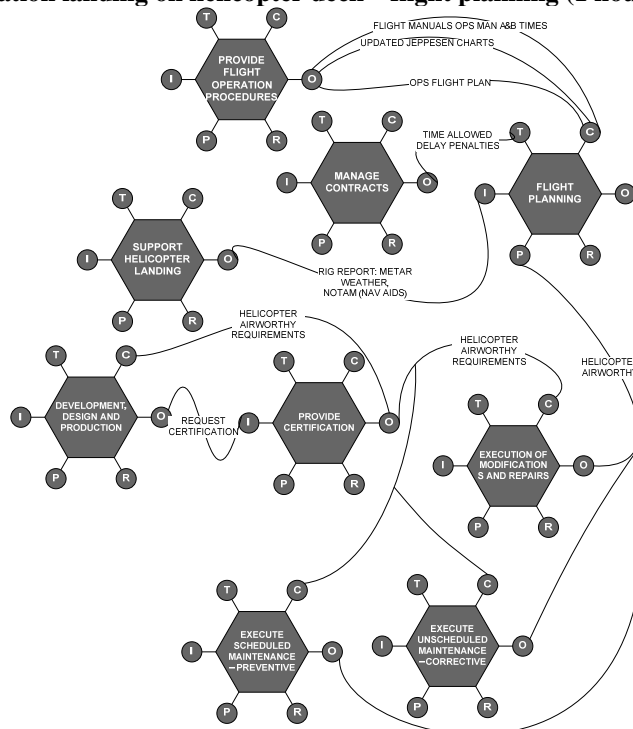 ation landing on helicopter deck – flight planning (2 hou
T
C
FLIGHT MANUALS OPS MAN A&B TIMES
UPDATED JEPPESEN CHARTS
PROVIDE
FLIGHT
OPERATION
PROCEDURES
I
O
OPS FLIGHT PLAN
P
R
T
C
TIME ALLOWED
DELAY PENALTIES
T
C
MANAGE
CONTRACTS
I
O
I
FLIGHT
PLANNING
O
P
R
P
R
T
C
SUPPORT
HELICOPTER
LANDING
I
O
RIG REPORT: METAR
WEATHER,
NOTAM (NAV AIDS)
P
R
HELICOPTER
AIRWORTHY
REQUIREMENTS
HELICOPTER
AIRWORTHY
REQUIREMENTS
HELICOPTE
AIRWORTHY
T
C
T
C
DEVELOPMENT,
DESIGN AND
PRODUCTION
I
O
REQUEST
CERTIFICATION
I
PROVIDE
CERTIFICATION
O
P
R
P
R
T
C
EXECUTION OF
MODIFICATION
S AND REPAIRS
I
O
P
R
T
C
EXECUTE
SCHEDULED
MAINTENANCE
–PREVENTIVE
I
O
P
R
T
C
EXECUTE
UNSCHEDULED
MAINTENANCE
–CORRECTIVE
I
O
P
R